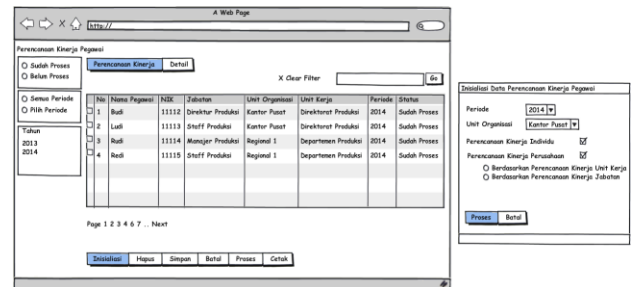 A Web Page
http://
Perencanaan Kinerja Pegawai
Sudah Proses
Belum Proses
Semua Periode
Pilih Periode
Tahun
2013
2014
Perencanaan Kinerja Detail
X Clear Filter Go
No Nama Pegawai NIK Jabatan Unit Organisasi Unit Kerja Periode Status
1 Budi 11112 Direktur Produksi Kantor Pusat Direktorat Produksi 2014 Sudah Proses
2 Ludi 11113 Staff Produksi Kantor Pusat Direktorat Produksi 2014 Sudah Proses
3 Rudi 11114 Manajer Produksi Regional 1 Departemen Produksi 2014 Sudah Proses
4 Redi 11115 Staff Produksi Regional 1 Departemen Produksi 2014 Sudah Proses
Page 1 2 3 4 6 7 .. Next
Inisialiasi Hapus Simpan Batal Proses Cetak
Inisialiasi Data Perencanaan Kinerja Pegawai
Periode 2014
Unit Organisasi Kantor Pusat
Perencanaan Kinerja Individu
Perencanaan Kinerja Perusahaan
Berdasarkan Perencanaan Kinerja Unit Kerja
Berdasarkan Perencanaan Kinerja Jabatan
Proses Batal